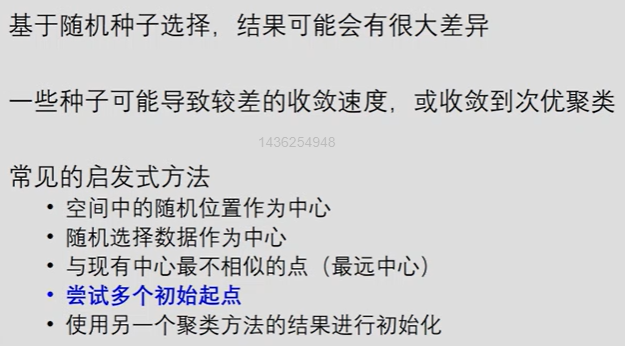 基于随机种子选择，结果可能会有很大差异
一些种子可能导致较差的收敛速度，或收敛到次优聚类
1436254948
常见的启发式方法
• 空间中的随机位置作为中心
• 随机选择数据作为中心
• 与现有中心最不相似的点（最远中心）
• 尝试多个初始起点
• 使用另一个聚类方法的结果进行初始化